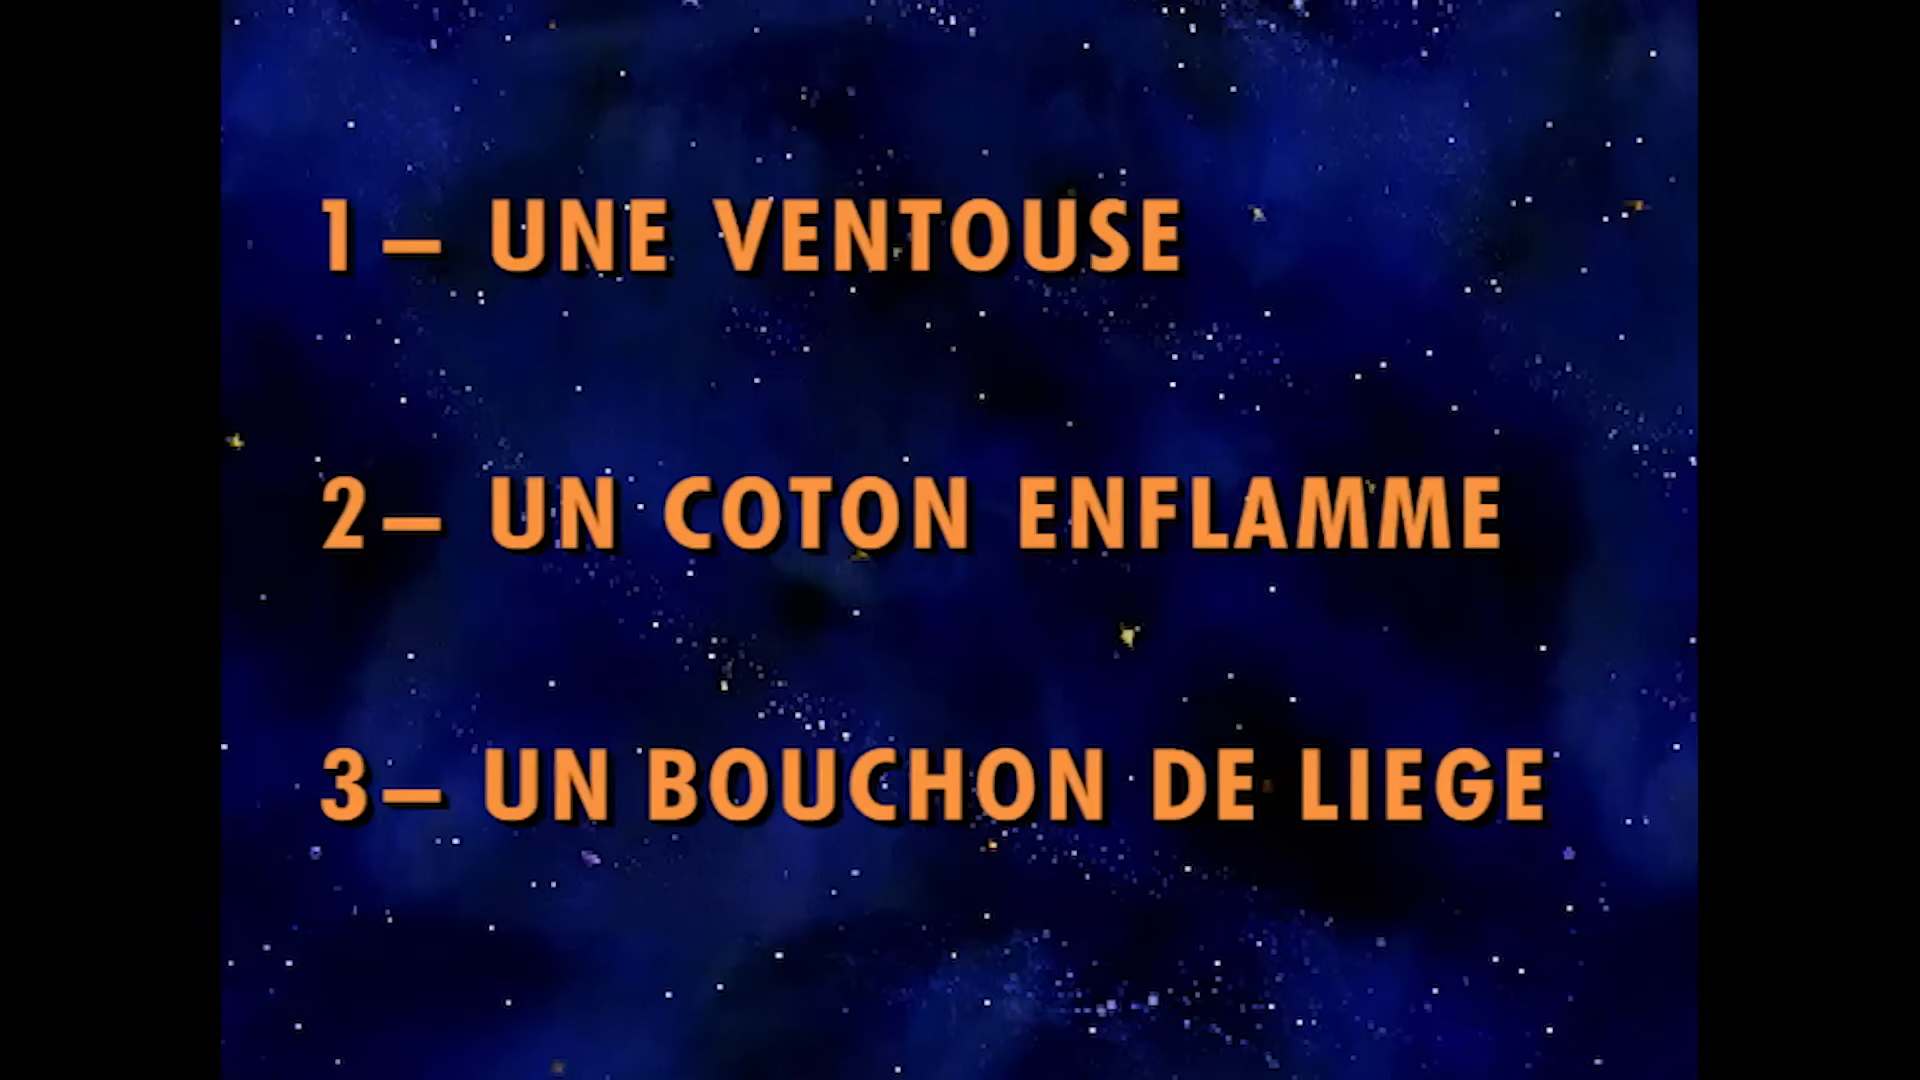 1– UNE VENTOUSE
2– UN COTON ENFLAMME
3– UN BOUCHON DE LIEGE